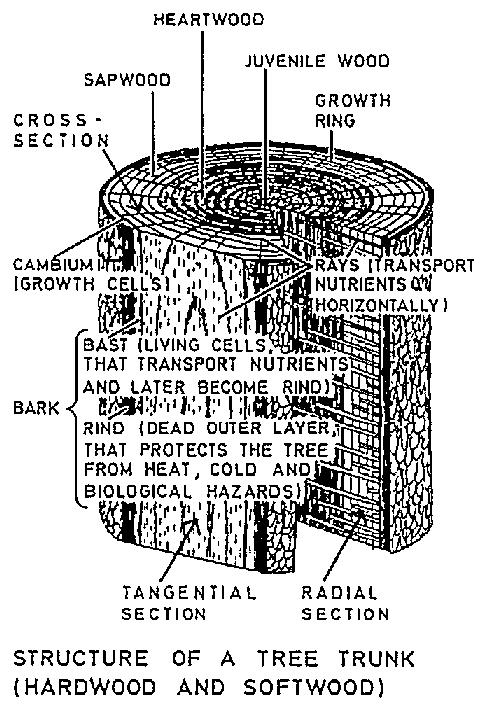 HEARTWOOD
JUVENILE WOOD
SAPWOOD
GROWTH
RING
CROSS-
SECTION
CAMBIUM
(GROWTH CELLS)
RAYS (TRANSPORT
NUTRIENTS
HORIZONTALLY)
BARK
BAST (LIVING CELLS,
THAT TRANSPORT NUTRIENTS
AND LATER BECOME RIND)
RIND (DEAD OUTER LAYER,
THAT PROTECTS THE TREE
FROM HEAT, COLD AND
BIOLOGICAL HAZARDS)
TANGENTIAL
SECTION
RADIAL
SECTION
STRUCTURE OF A TREE TRUNK
(HARDWOOD AND SOFTWOOD)